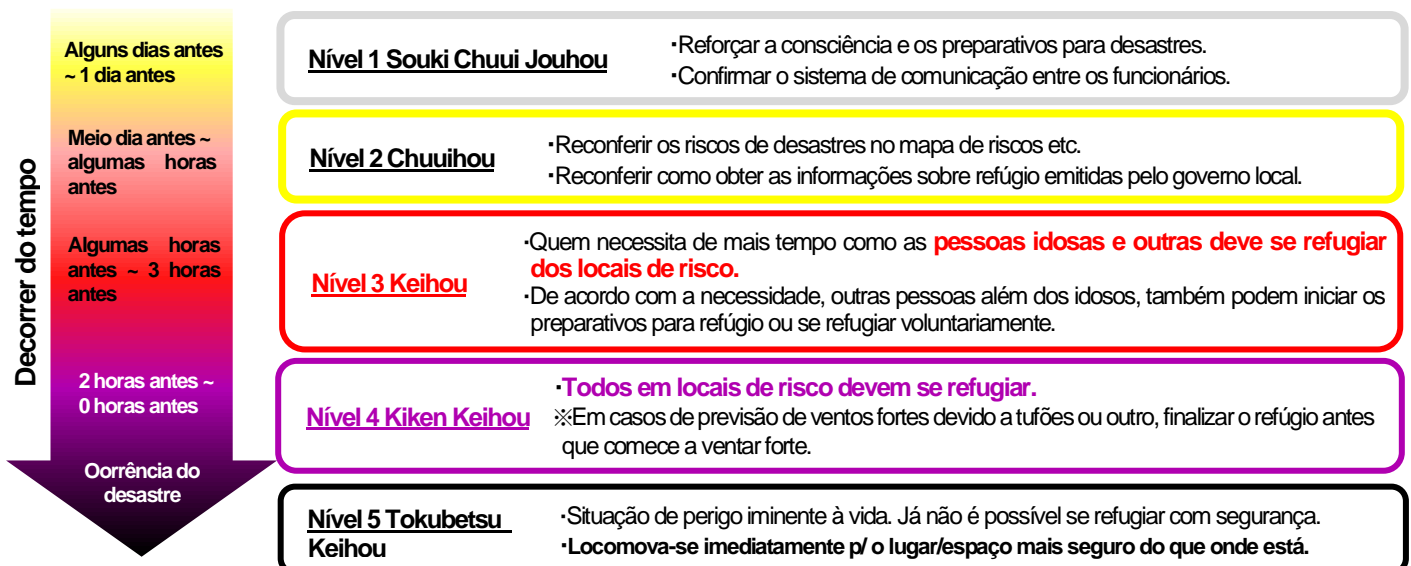 Decorrer do tempo
Alguns dias antes
~ 1 dia antes
Nível 1 Souki Chuui Jouhou
・Reforçar a consciência e os preparativos para desastres.
・Confirmar o sistema de comunicação entre os funcionários.
Meio dia antes ~
algumas horas
antes
Nível 2 Chuuihou
・Reconferir os riscos de desastres no mapa de riscos etc.
・Reconferir como obter as informações sobre refúgio emitidas pelo governo local.
Algumas horas
antes ~ 3 horas
antes
Nível 3 Keihou
・Quem necessita de mais tempo como as pessoas idosas e outras deve se refugiar
dos locais de risco.
・De acordo com a necessidade, outras pessoas além dos idosos, também podem iniciar os
preparativos para refúgio ou se refugiar voluntariamente.
2 horas antes ~
0 horas antes
Nível 4 Kiken Keihou
・Todos em locais de risco devem se refugiar.
※Em casos de previsão de ventos fortes devido a tufões ou outro, finalizar o refúgio antes
que comece a ventar forte.
Oorrência do
desastre
Nível 5 Tokubetsu
Keihou
・Situação de perigo iminente à vida. Já não é possível se refugiar com segurança.
・Locomova-se imediatamente p/ o lugar/espaço mais seguro do que onde está.